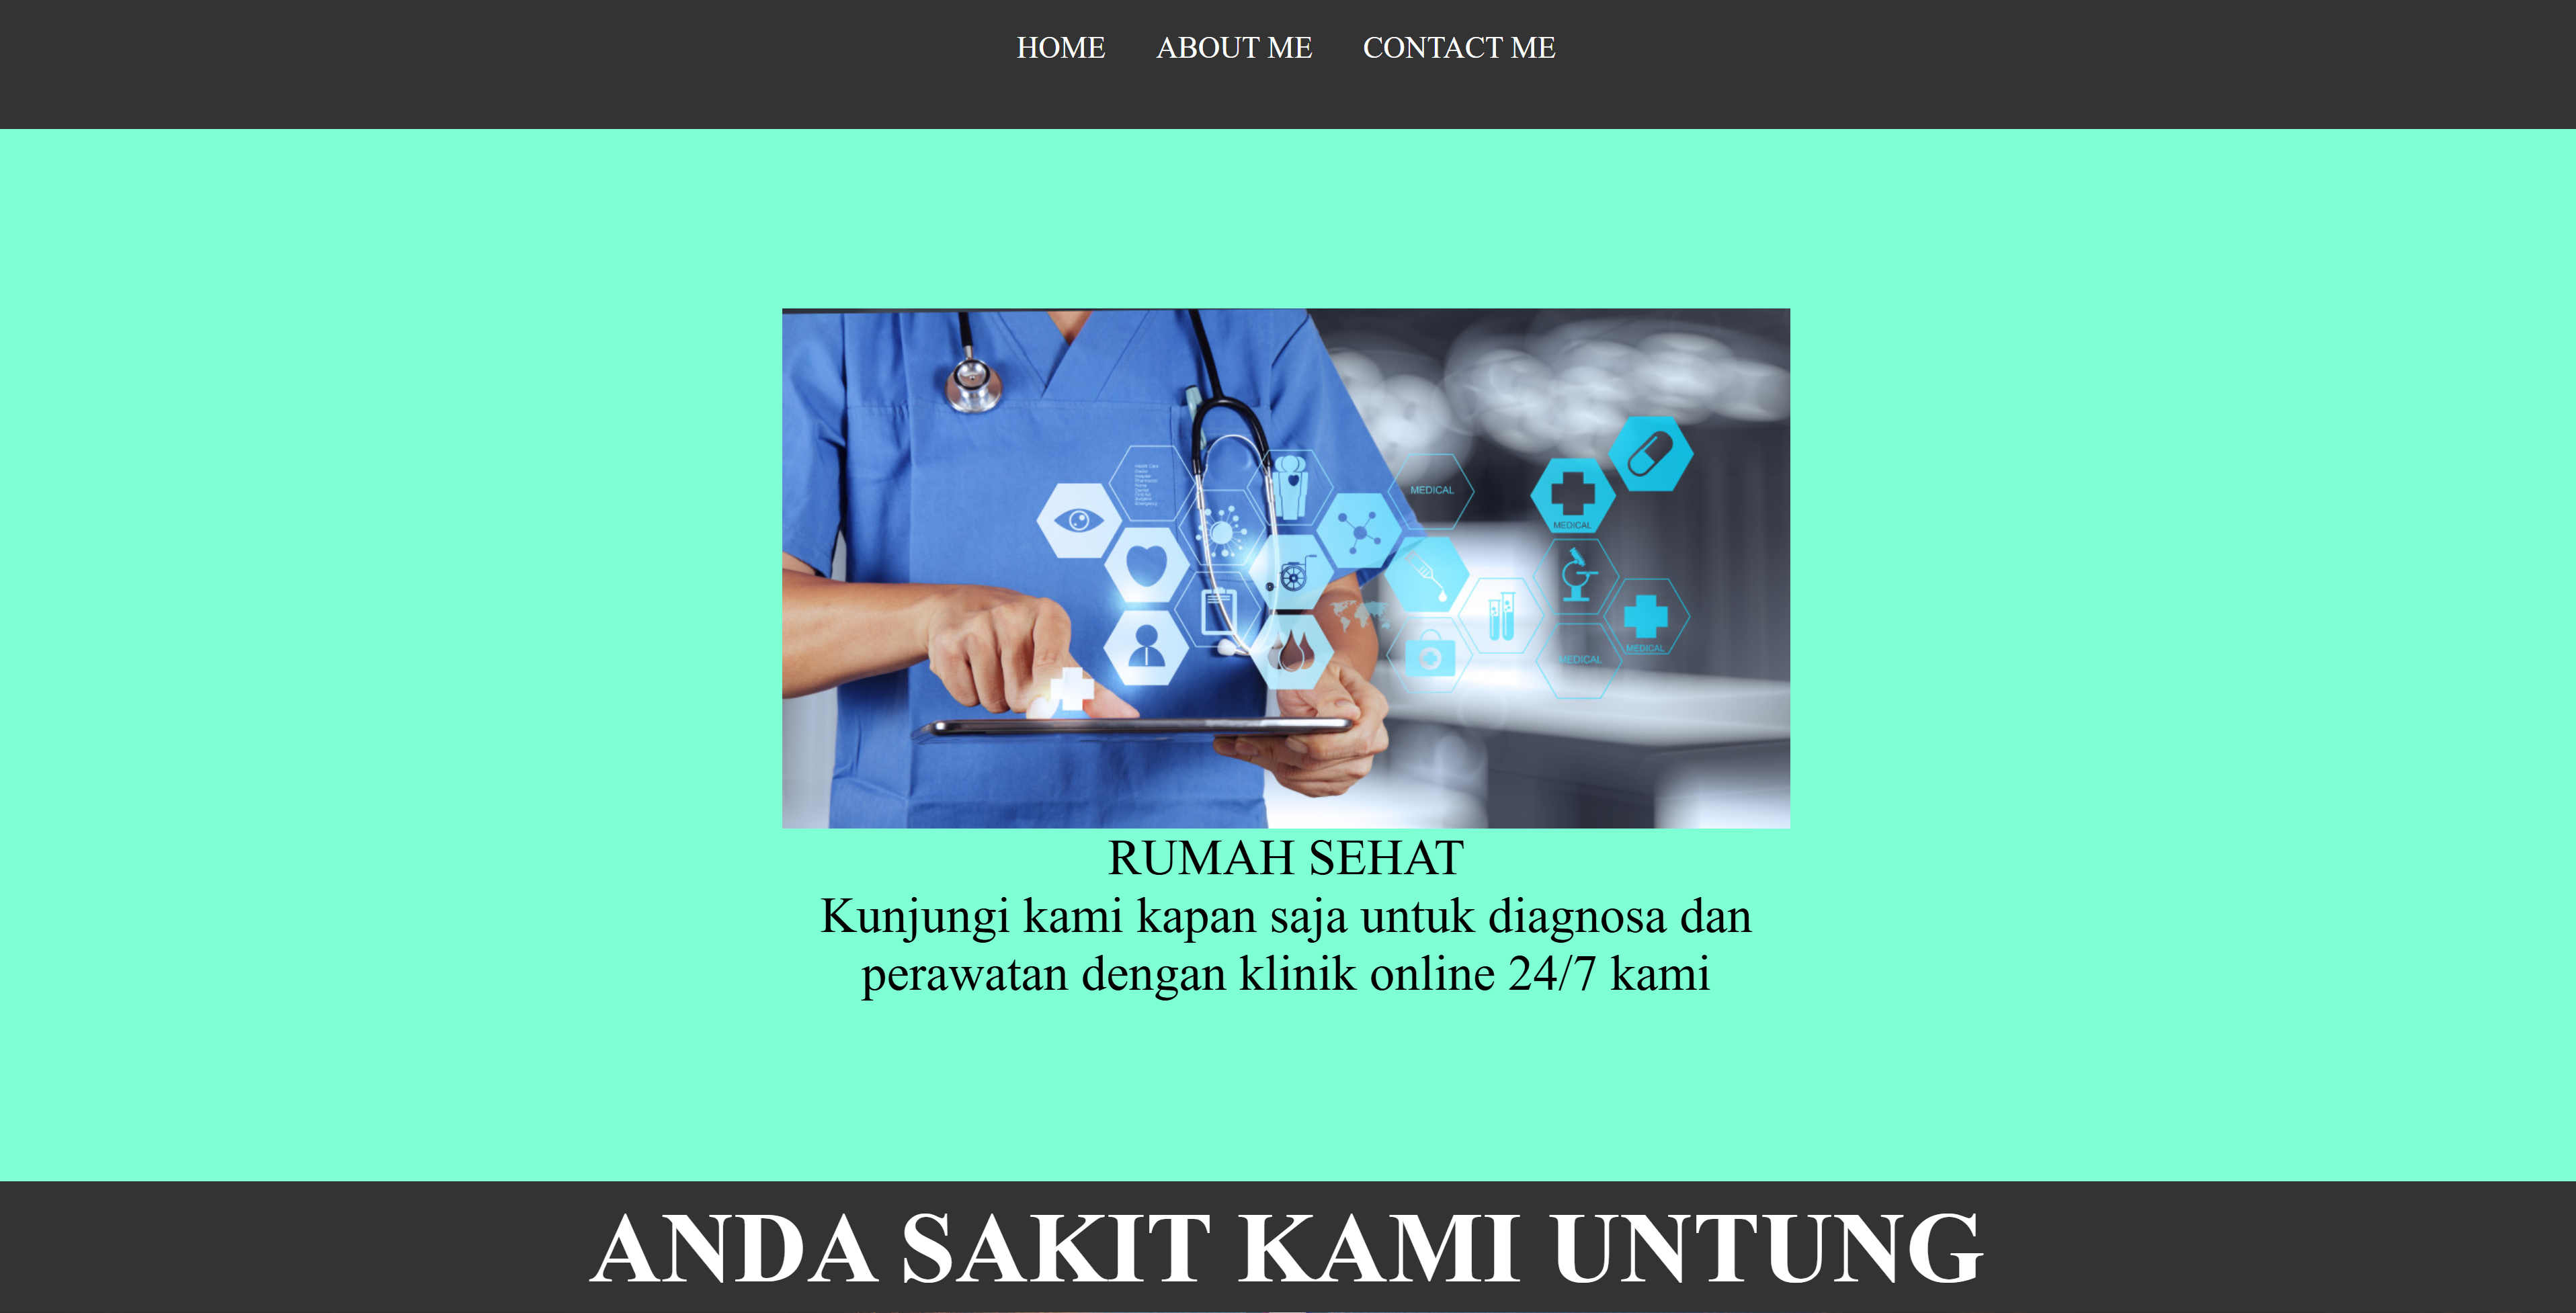 HOME ABOUT ME CONTACT ME
MEDICAL
MEDICAL
MEDICAL
MEDICAL
RUMAH SEHAT
Kunjungi kami kapan saja untuk diagnosa dan
perawatan dengan klinik online 24/7 kami
ANDA SAKIT KAMI UNTUNG